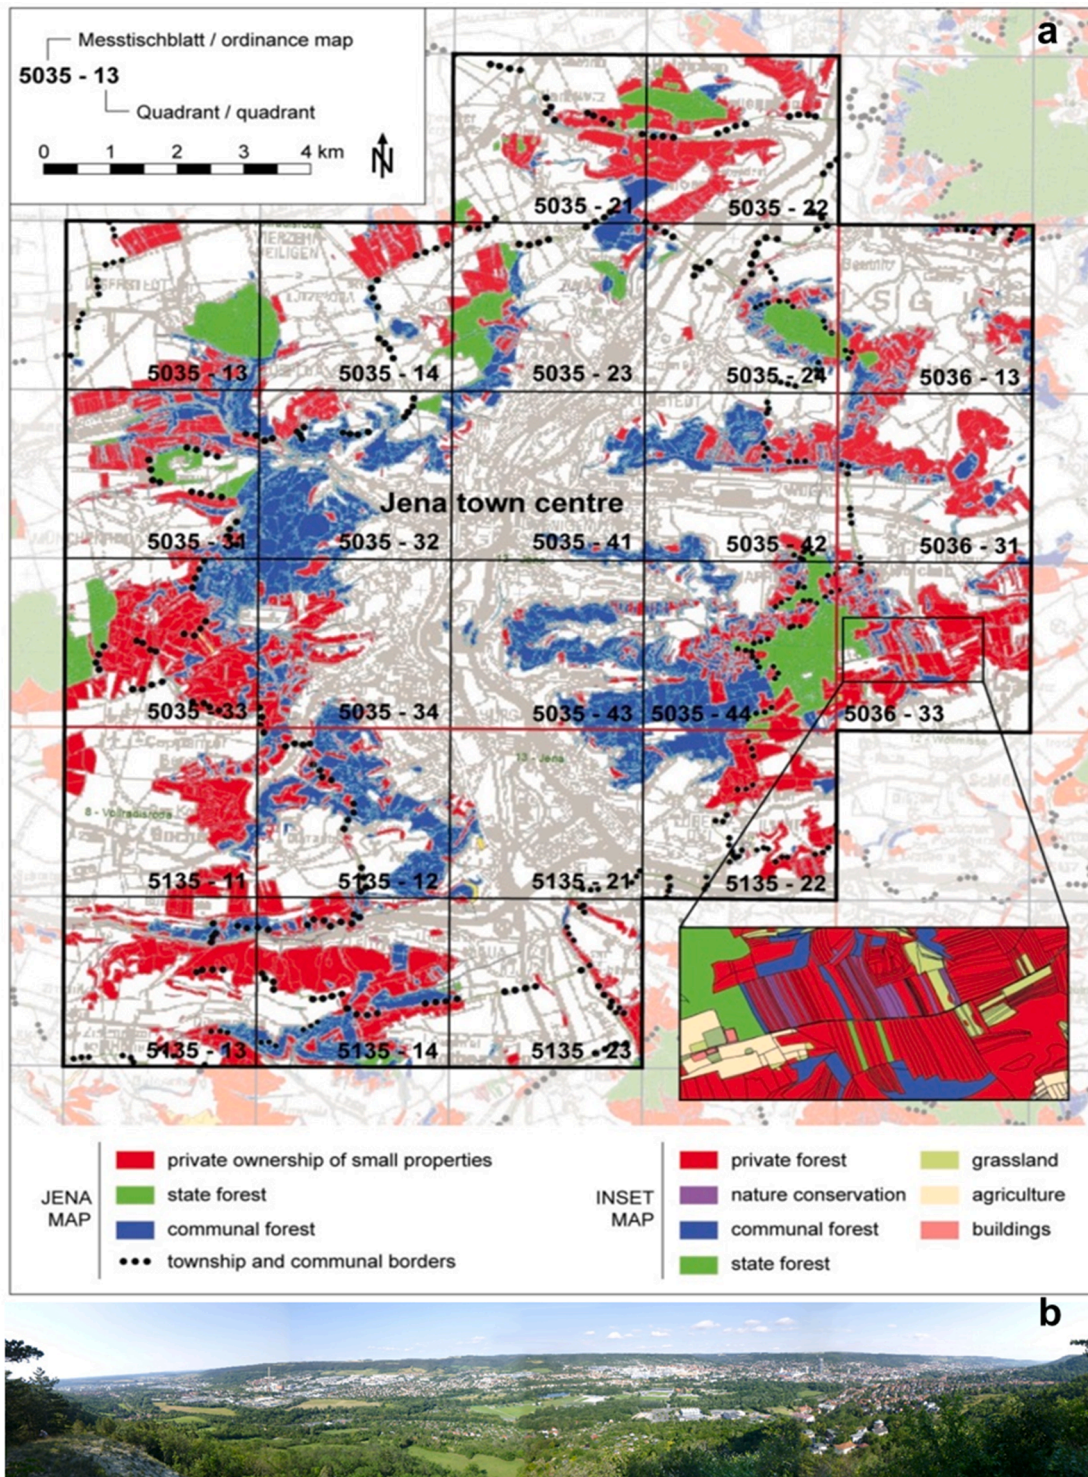 a
Messtischblatt / ordinance map
5035 - 13
Quadrant / quadrant
0 1 2 3 4 km
N
5035 - 21 5035 - 22
5035 - 13 5035 - 14 5035 - 23 5035 - 24 5036 - 13
Jena town centre
5035 - 31 5035 - 32 5035 - 41 5035 - 42 5036 - 31
5035 - 33 5035 - 34 5035 - 43 5035 - 44 5036 - 33
13 - Jena
8 - Vollradisroda
5135 - 11 5135 - 12 5135 - 21 5135 - 22
5135 - 13 5135 - 14 5135 - 23
JENA
MAP
private ownership of small properties
state forest
communal forest
township and communal borders
INSET
MAP
private forest
nature conservation
communal forest
state forest
grassland
agriculture
buildings
b